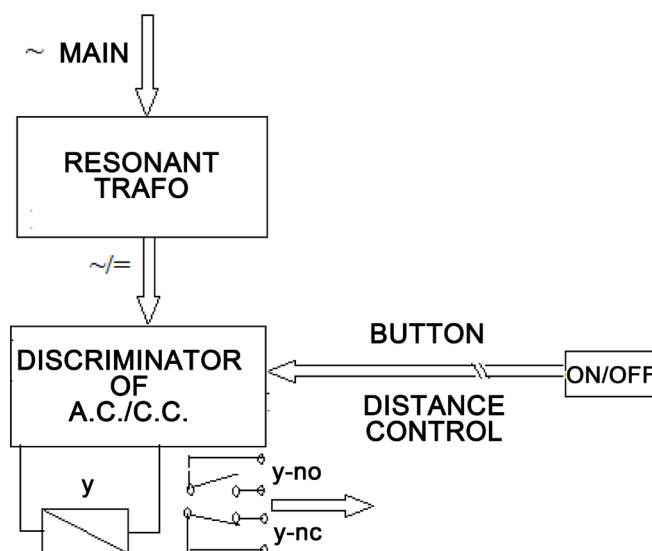 ~ MAIN
RESONANT
TRAFO
~/=
DISCRIMINATOR
OF
A.C./C.C.
BUTTON
DISTANCE
CONTROL
ON/OFF
y
y-no
y-nc